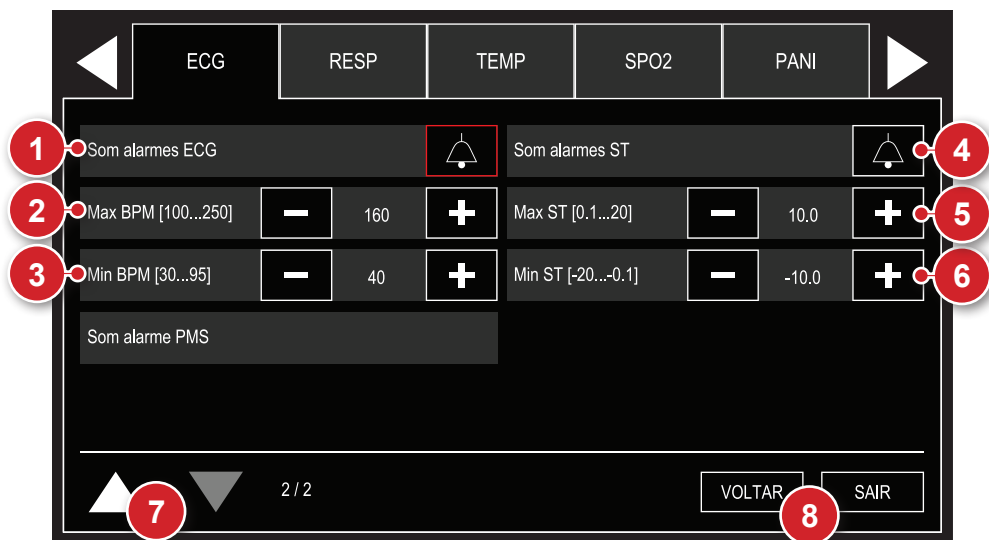 ECG RESP TEMP SPO2 PANI
1 Som alarmes ECG Som alarmes ST 4
2 Max BPM [100...250] − 160 + Max ST [0.1...20] − 10.0 + 5
3 Min BPM [30...95] − 40 + Min ST [-20...-0.1] − -10.0 + 6
Som alarme PMS
7 2 / 2 VOLTAR 8 SAIR